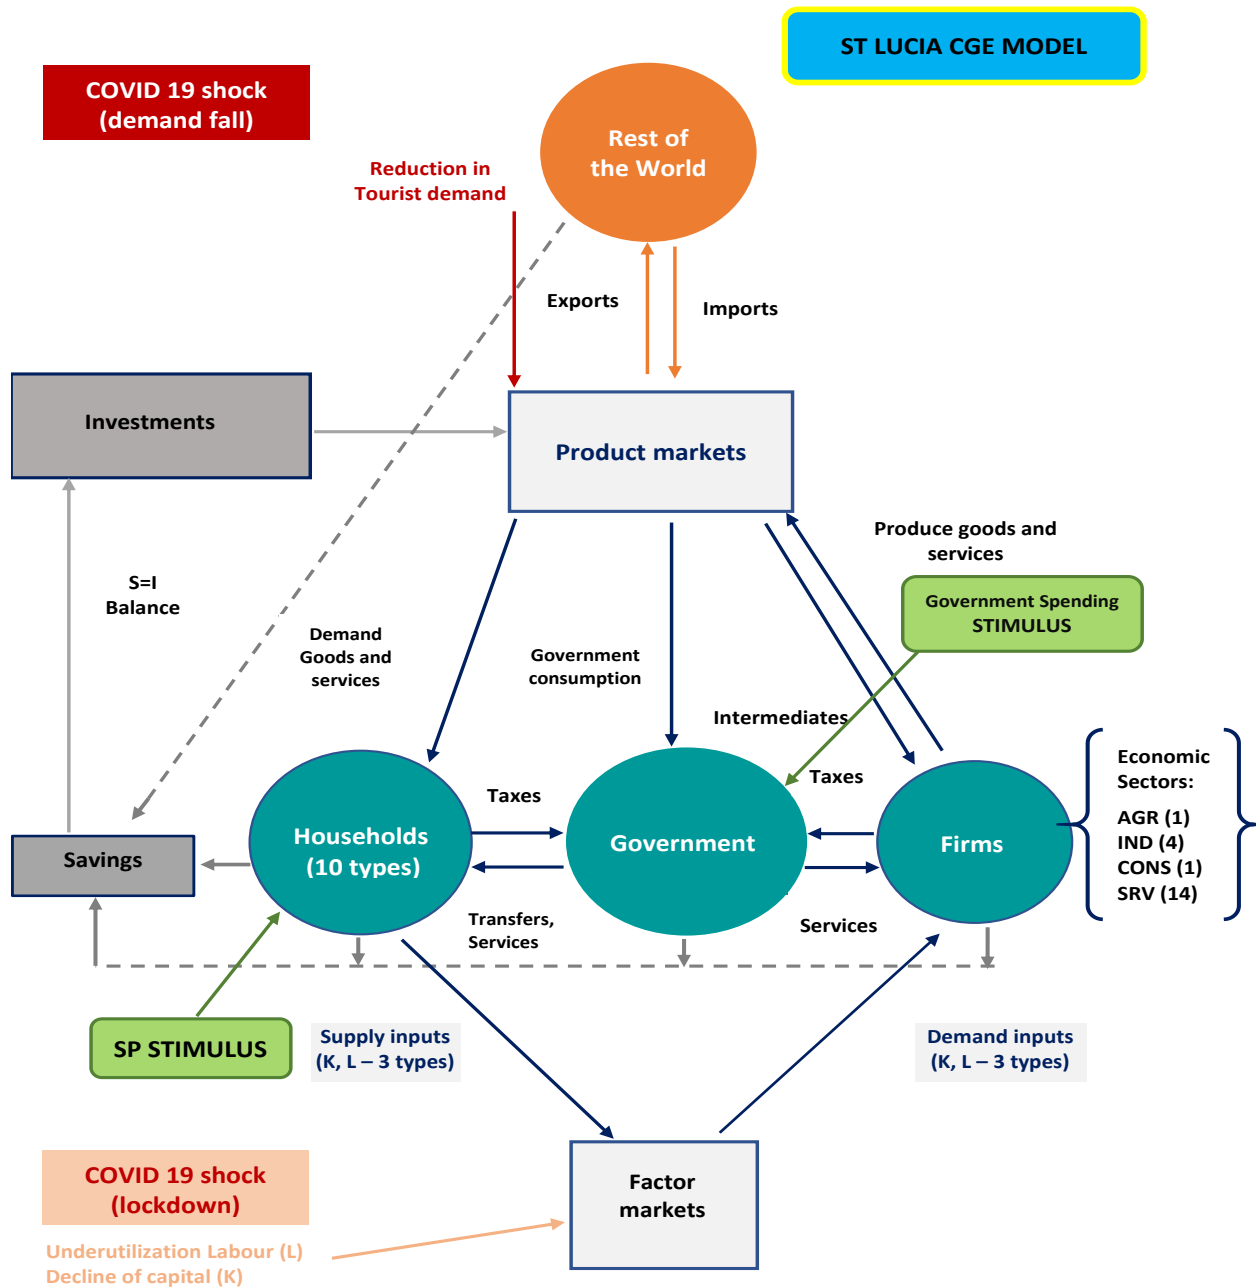 ST LUCIA CGE MODEL
COVID 19 shock
(demand fall)
Rest of
the World
Reduction in
Tourist demand
Exports
Imports
Investments
Product markets
Produce goods and
services
S=I
Balance
Government Spending
STIMULUS
Demand
Goods and
services
Government
consumption
Intermediates
Taxes
Taxes
Economic
Sectors:
AGR (1)
IND (4)
CONS (1)
SRV (14)
Households
(10 types)
Government
Firms
Savings
Transfers,
Services
Services
SP STIMULUS
Supply inputs
(K, L – 3 types)
Demand inputs
(K, L – 3 types)
COVID 19 shock
(lockdown)
Factor
markets
Underutilization Labour (L)
Decline of capital (K)